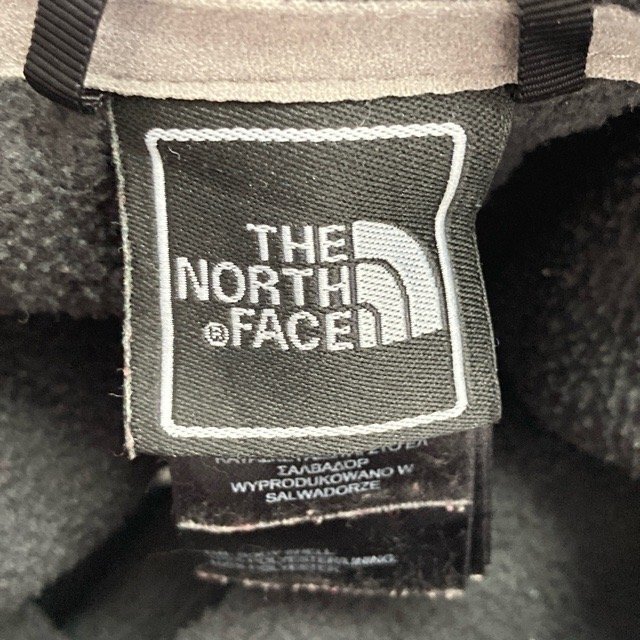 THE
NORTH
® FACE
ΣΑΛΒΑΔΟΡ
WYPRODUKOWANO W
SALWADORZE